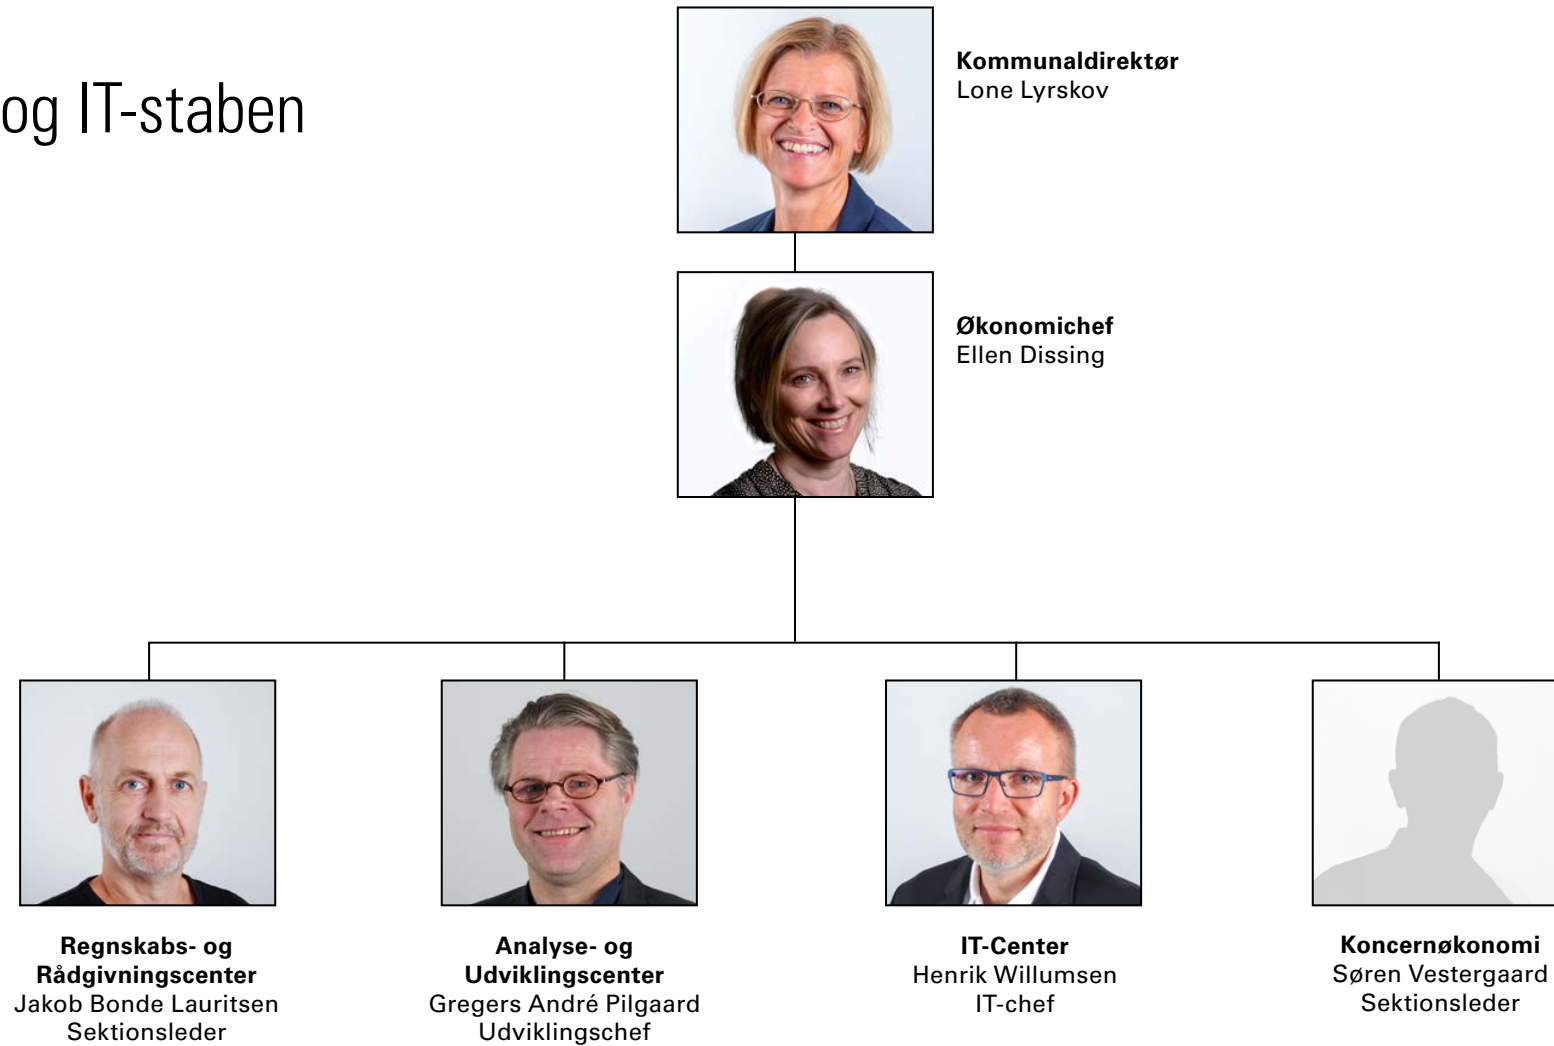 og IT-staben
Kommunaldirektør
Lone Lyrskov
Økonomichef
Ellen Dissing
Regnskabs- og
Rådgivningscenter
Jakob Bonde Lauritsen
Sektionsleder
Analyse- og
Udviklingscenter
Gregers André Pilgaard
Udviklingschef
IT-Center
Henrik Willumsen
IT-chef
Koncernøkonomi
Søren Vestergaard
Sektionsleder